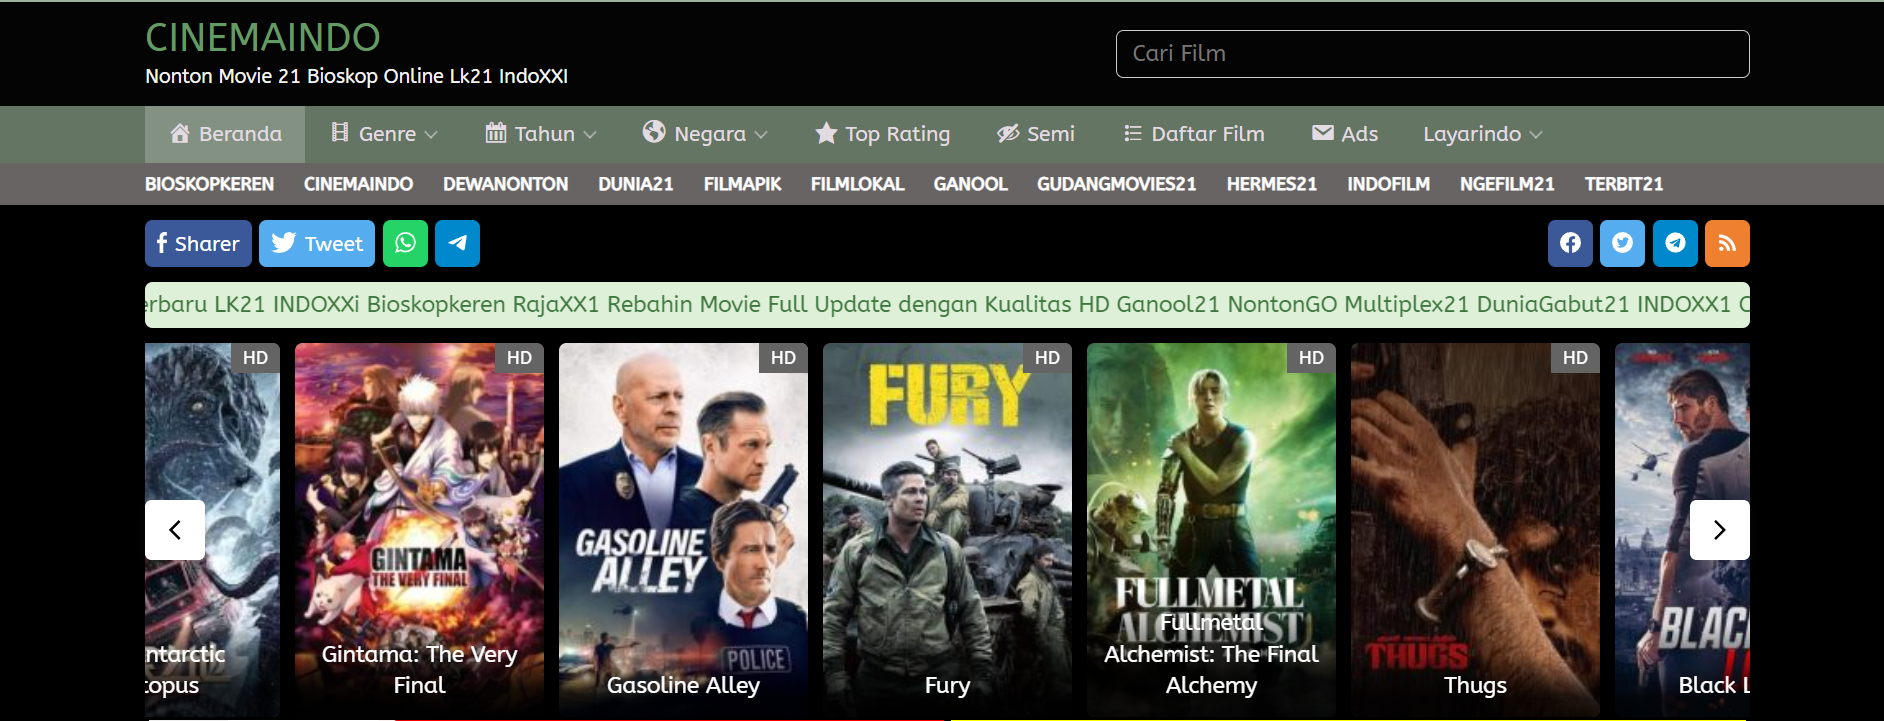 CINEMAINDO
Nonton Movie 21 Bioskop Online Lk21 IndoXXI
Cari Film
Beranda Genre Tahun Negara Top Rating Semi Daftar Film Ads Layarindo
BIOSKOPKEREN CINEMAINDO DEWANONTON DUNIA21 FILMAPIK FILMLOKAL GANOOL GUDANGMOVIES21 HERMES21 INDOFILM NGEFILM21 TERBIT21
Sharer Tweet
erbaru LK21 INDOXXi Bioskopkeren RajaXX1 Rebahin Movie Full Update dengan Kualitas HD Ganool21 NontonGO Multiplex21 DuniaGabut21 INDOXX1
HD
ntarctic
topus
HD
GINTAMA
THE VERY FINAL
Gintama: The Very
Final
HD
GASOLINE
ALLEY
POLICE
Gasoline Alley
HD
FURY
Fury
HD
FULLMETAL
ALCHEMIST
Fullmetal
Alchemist: The Final
Alchemy
HD
THUGS
Thugs
BLAC
Black L